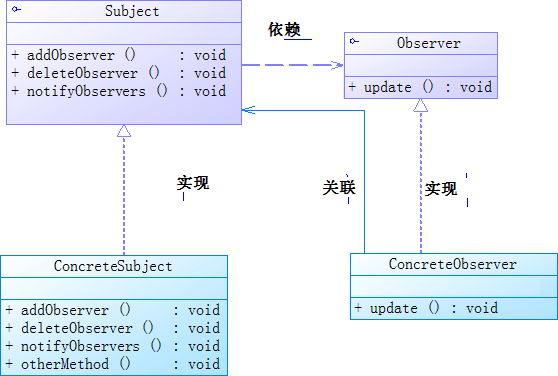 Subject
+ addObserver () : void
+ deleteObserver () : void
+ notifyObservers () : void
依赖
Observer
+ update () : void
实现
关联
实现
ConcreteSubject
+ addObserver () : void
+ deleteObserver () : void
+ notifyObservers () : void
+ otherMethod () : void
ConcreteObserver
+ update () : void